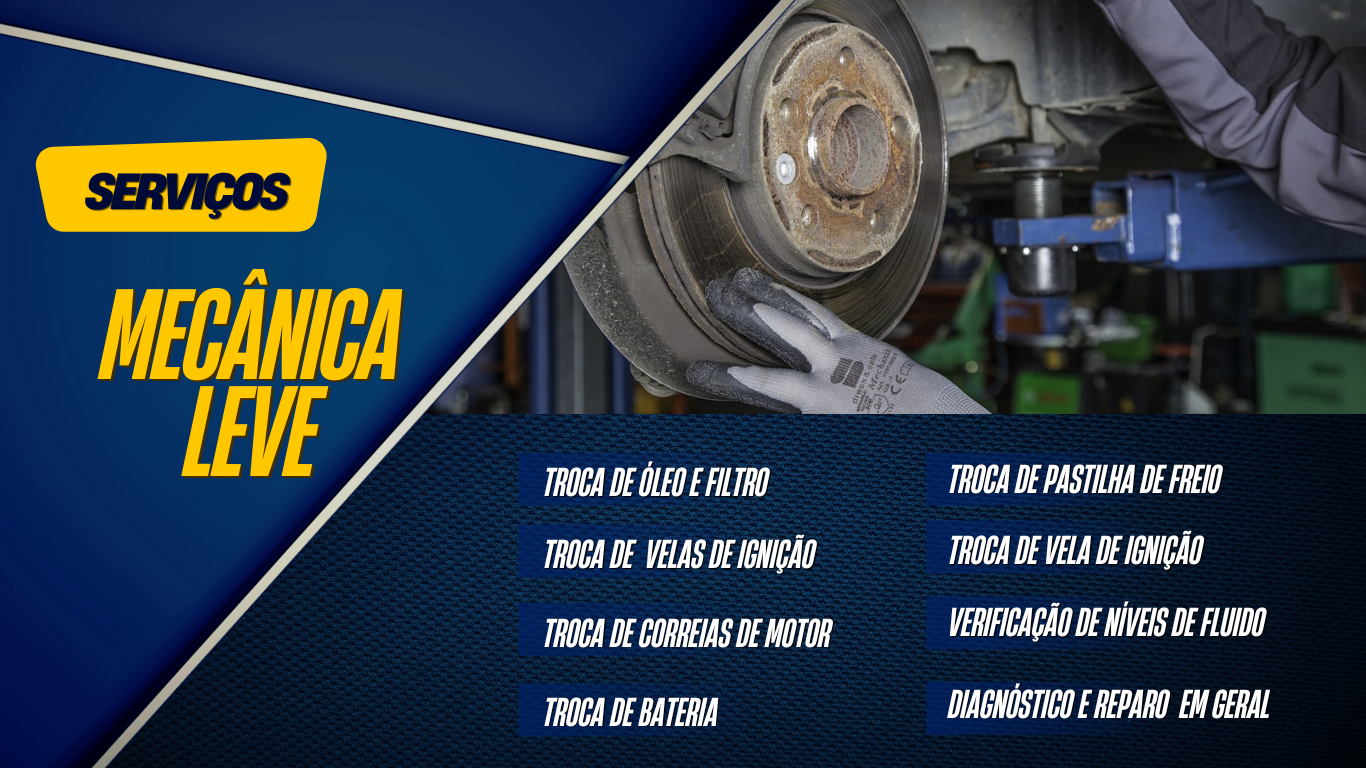 SERVIÇOS
MECÂNICA
LEVE
TROCA DE ÓLEO E FILTRO
TROCA DE VELAS DE IGNIÇÃO
TROCA DE CORREIAS DE MOTOR
TROCA DE BATERIA
TROCA DE PASTILHA DE FREIO
TROCA DE VELA DE IGNIÇÃO
VERIFICAÇÃO DE NÍVEIS DE FLUIDO
DIAGNÓSTICO E REPARO EM GERAL